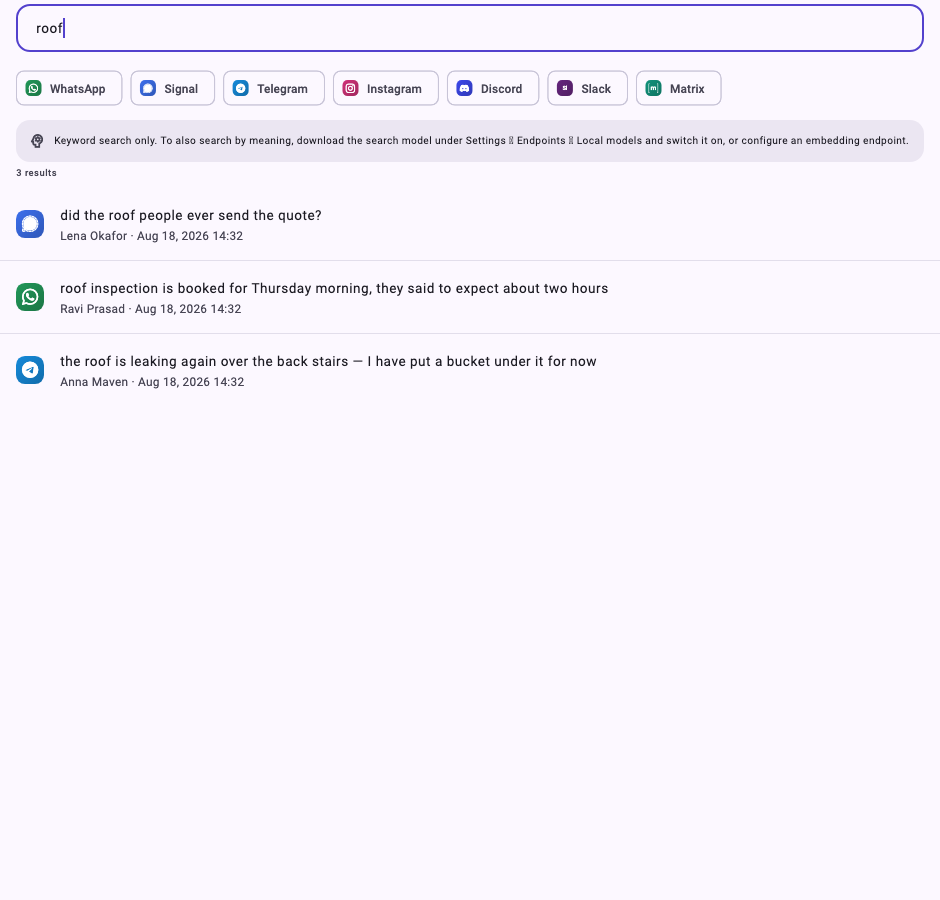 roof
WhatsApp Signal Telegram Instagram Discord Slack Matrix
Keyword search only. To also search by meaning, download the search model under Settings ▯ Endpoints ▯ Local models and switch it on, or configure an embedding endpoint.
3 results
did the roof people ever send the quote?
Lena Okafor · Aug 18, 2026 14:32
roof inspection is booked for Thursday morning, they said to expect about two hours
Ravi Prasad · Aug 18, 2026 14:32
the roof is leaking again over the back stairs — I have put a bucket under it for now
Anna Maven · Aug 18, 2026 14:32